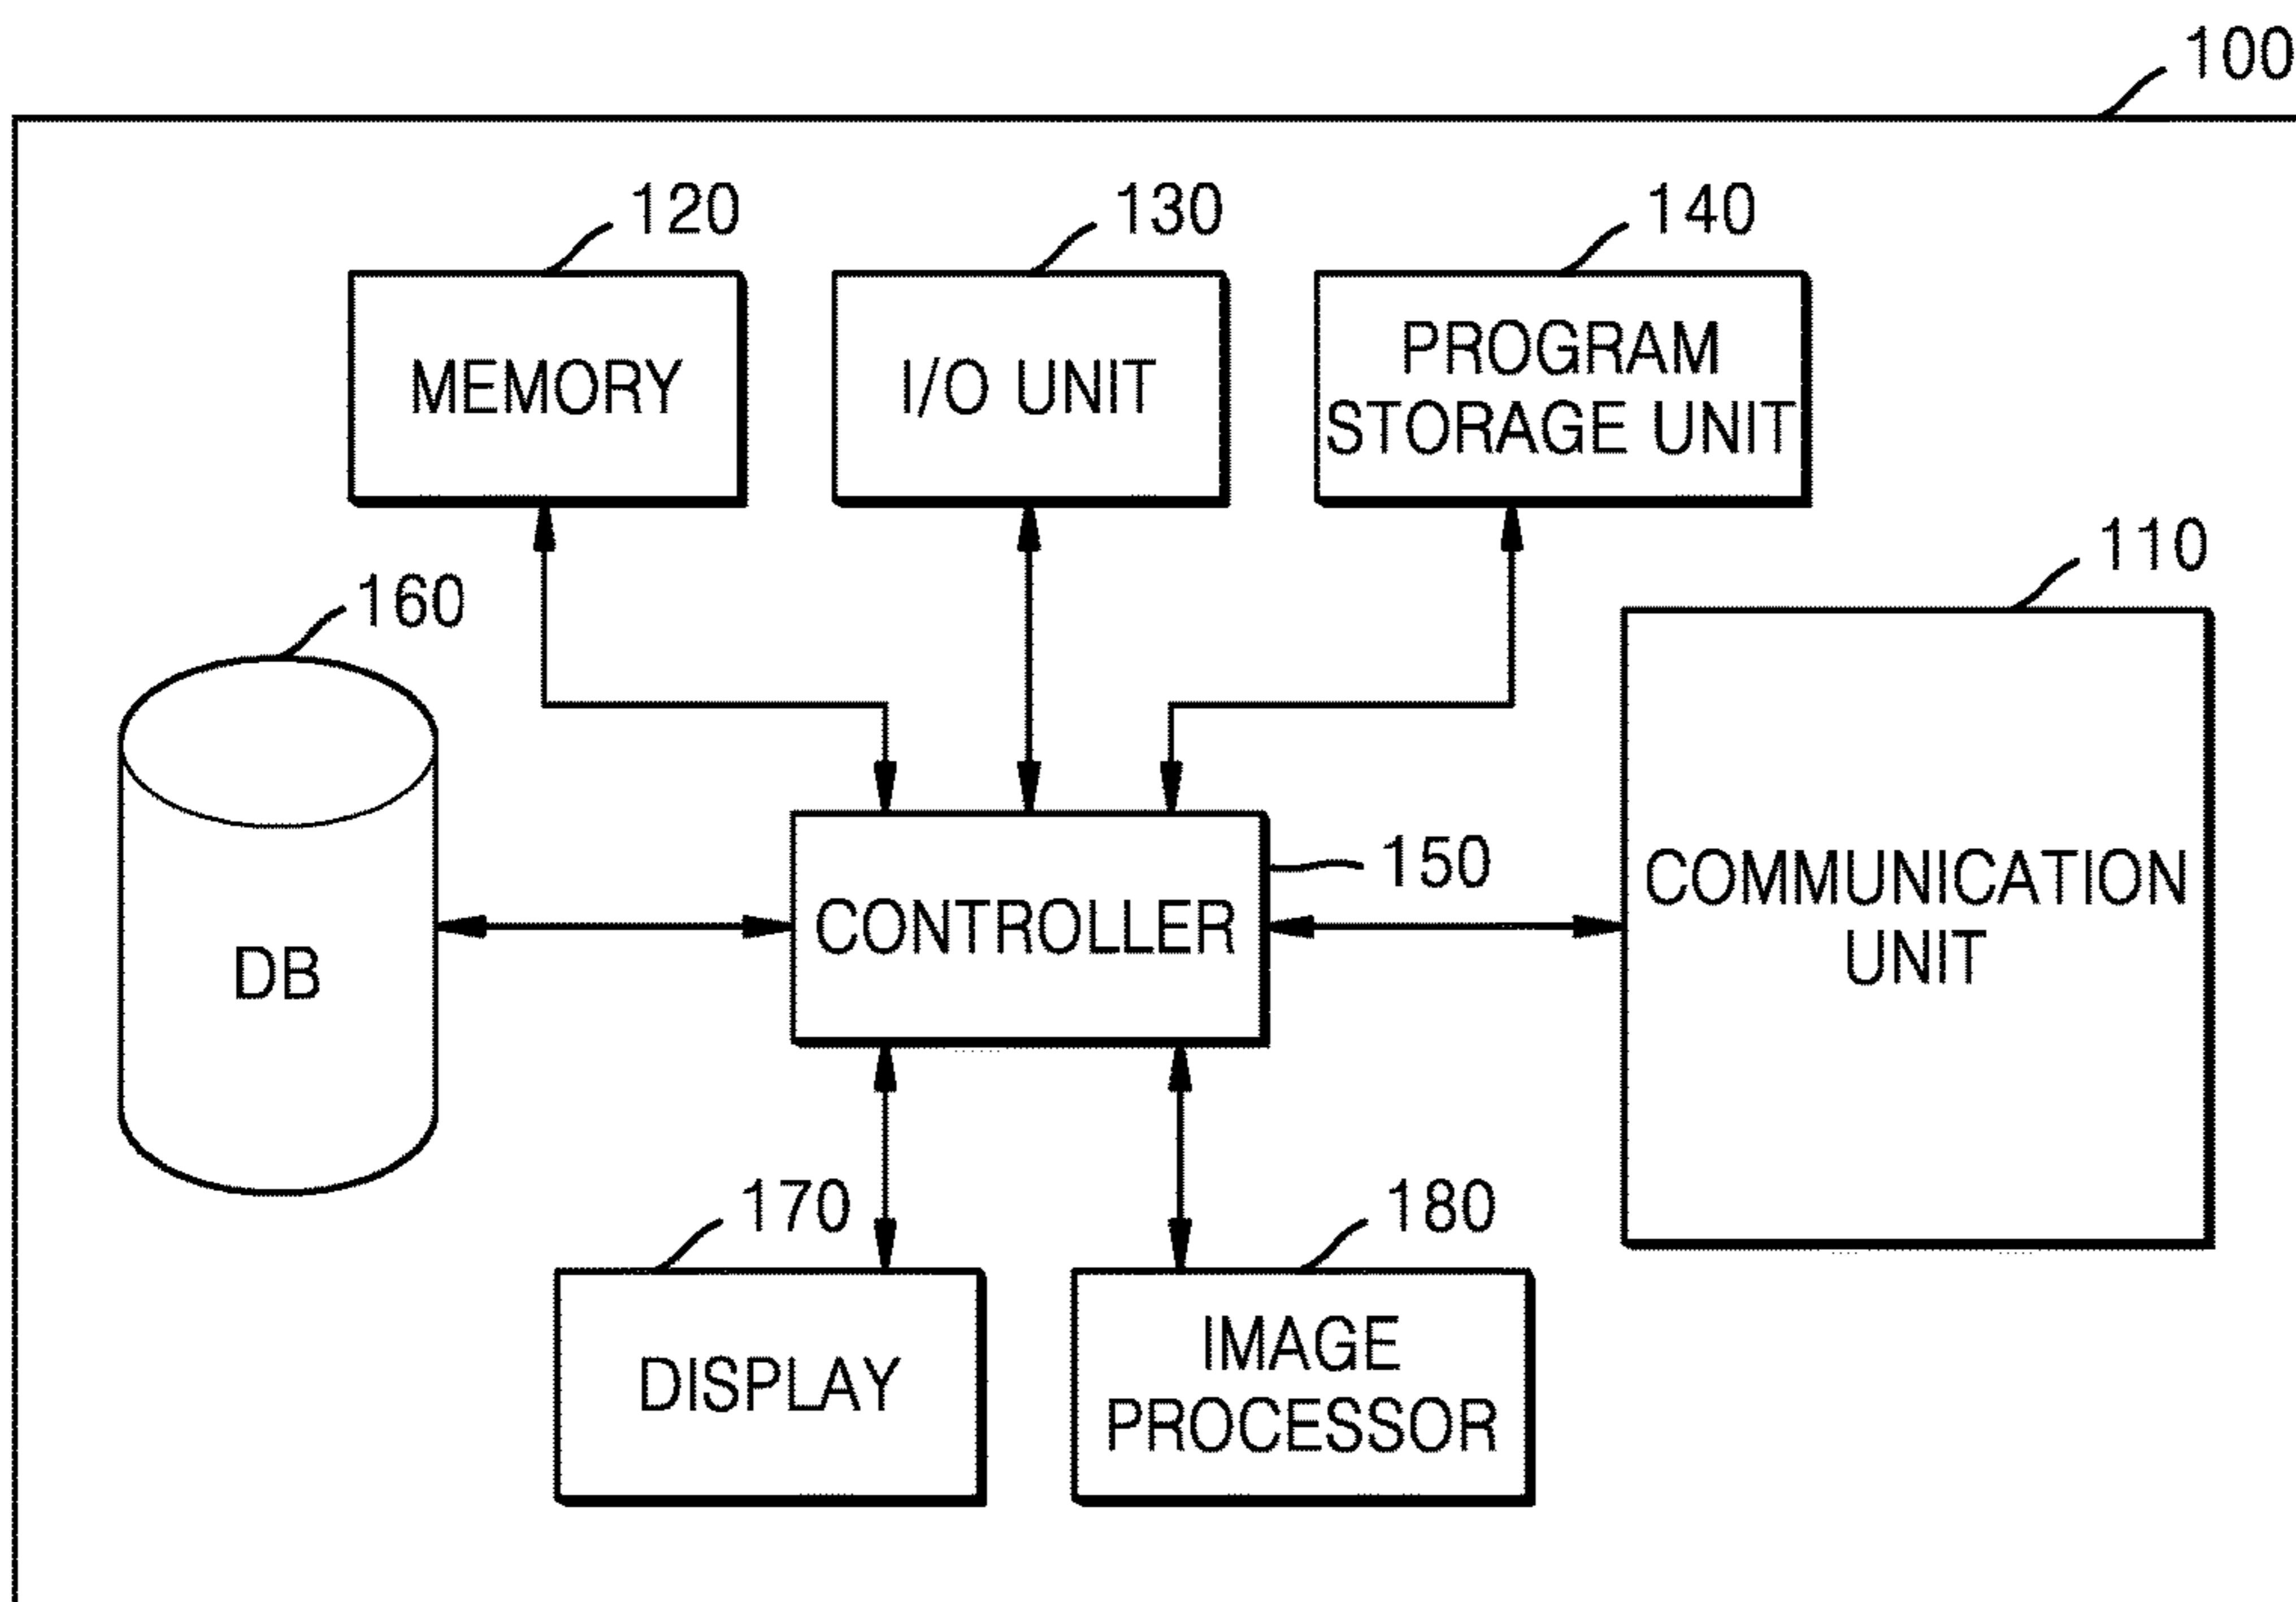 100
120
130
140
MEMORY
I/O UNIT
PROGRAM
STORAGE UNIT
110
160
150
COMMUNICATION
UNIT
CONTROLLER
DB
170
180
DISPLAY
IMAGE
PROCESSOR